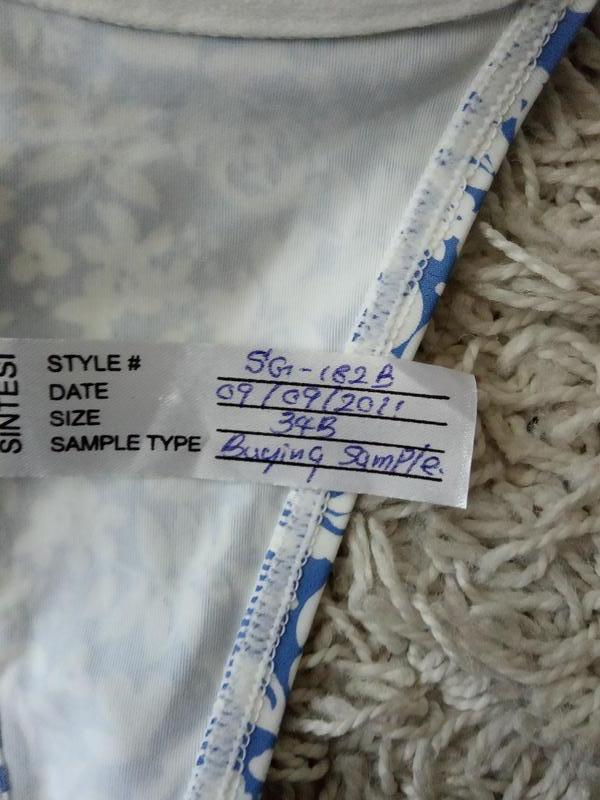 SINTESI
STYLE # SG-182B
DATE 09/09/2011
SIZE 34B
SAMPLE TYPE Buying Sample.